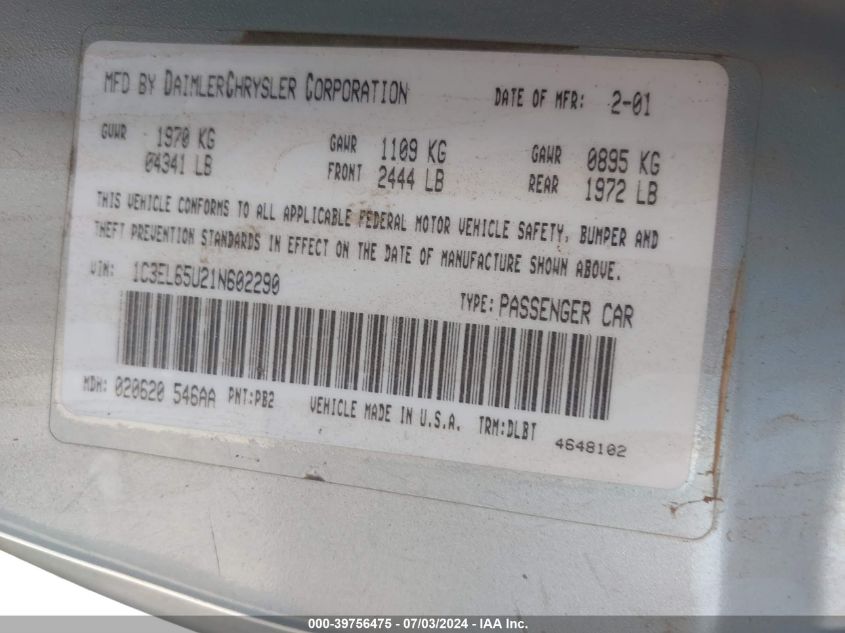 MFD BY DAIMLERCHRYSLER CORPORATION DATE OF MFR: 2-01
GVWR 1970 KG GAWR 1109 KG GAWR 0895 KG
04341 LB FRONT 2444 LB REAR 1972 LB
THIS VEHICLE CONFORMS TO ALL APPLICABLE FEDERAL MOTOR VEHICLE SAFETY, BUMPER AND
THEFT PREVENTION STANDARDS IN EFFECT ON THE DATE OF MANUFACTURE SHOWN ABOVE.
VIN: 1C3EL65U21N602290 TYPE: PASSENGER CAR
MDH: 020620 546AA PNT:PB2 VEHICLE MADE IN U.S.A. TRM:DLBT
4648102
000-39756475 - 07/03/2024 - IAA Inc.